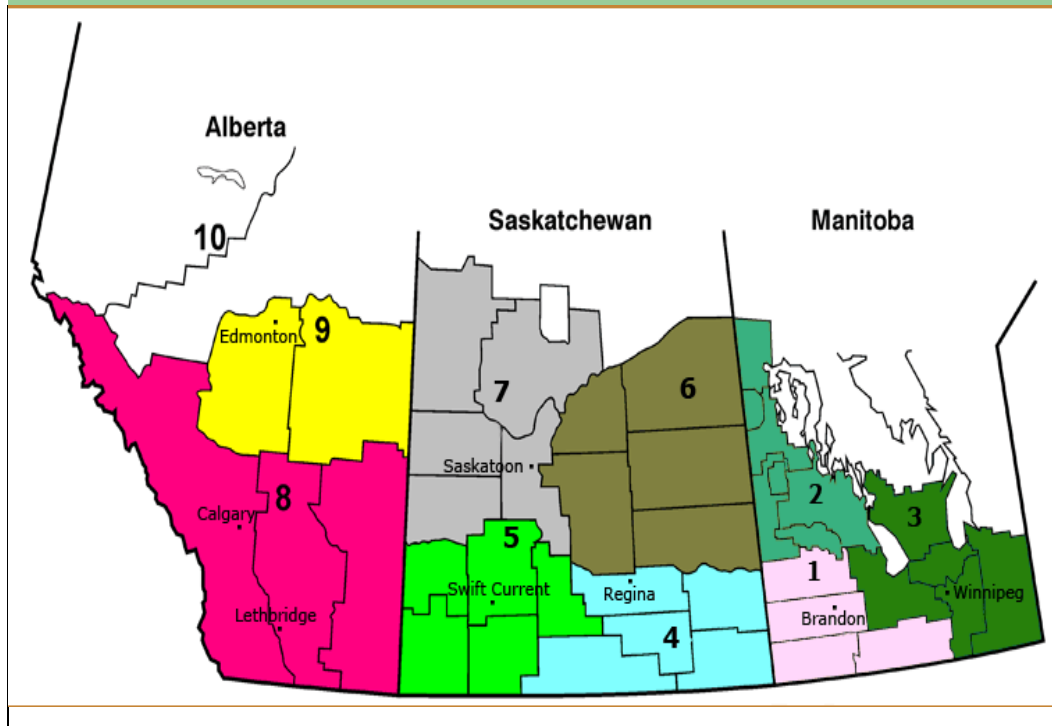 Alberta
Saskatchewan
Manitoba
10
9
Edmonton
7
6
Saskatoon
8
Calgary
5
2
3
1
Swift Current
Regina
Winnipeg
Lethbridge
4
Brandon